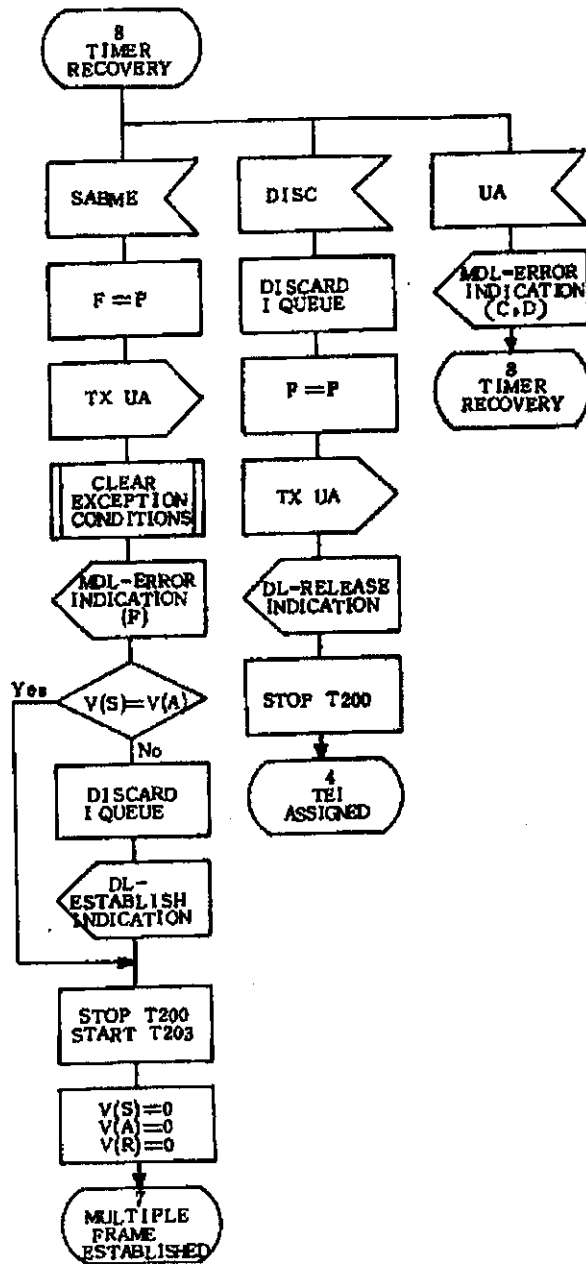 8
TIMER
RECOVERY
SABME
F=P
TX UA
CLEAR
EXCEPTION
CONDITIONS
MDL-ERROR
INDICATION
(F)
Yes
V(S)=V(A)
No
DISCARD
I QUEUE
DL-
ESTABLISH
INDICATION
STOP T200
START T203
V(S)=0
V(A)=0
V(R)=0
7
MULTIPLE
FRAME
ESTABLISHED
DISC
DISCARD
I QUEUE
F=P
TX UA
DL-RELEASE
INDICATION
STOP T200
4
TEI
ASSIGNED
UA
MDL-ERROR
INDICATION
(C,D)
8
TIMER
RECOVERY